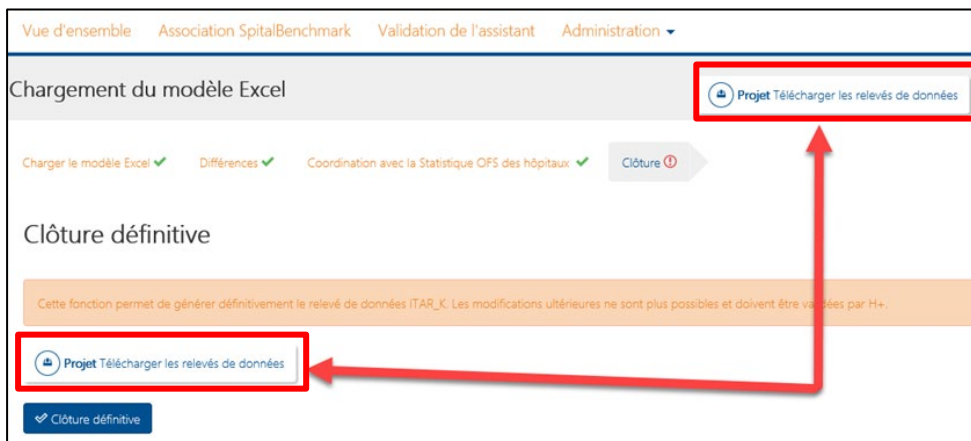 Vue d'ensemble Association SpitalBenchmark Validation de l'assistant Administration
Chargement du modèle Excel
Projet Télécharger les relevés de données
Charger le modèle Excel Différences Coordination avec la Statistique OFS des hôpitaux Clôture
Clôture définitive
Cette fonction permet de générer définitivement le relevé de données ITAR_K. Les modifications ultérieures ne sont plus possibles et doivent être validées par H+.
Projet Télécharger les relevés de données
Clôture définitive